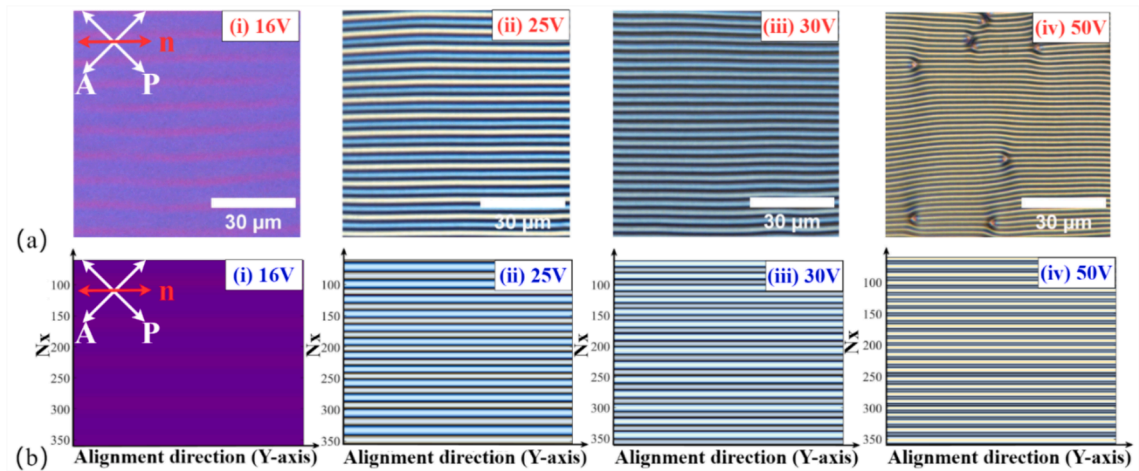 (i) 16V
n
A
P
30 µm
(ii) 25V
30 µm
(iii) 30V
30 µm
(iv) 50V
30 µm
(a)
(i) 16V
n
A
P
100
150
200
250
300
350
Nx
Alignment direction (Y-axis)
(ii) 25V
100
150
200
250
300
350
Nx
Alignment direction (Y-axis)
(iii) 30V
100
150
200
250
300
350
Nx
Alignment direction (Y-axis)
(iv) 50V
100
150
200
250
300
350
Alignment direction (Y-axis)
(b)